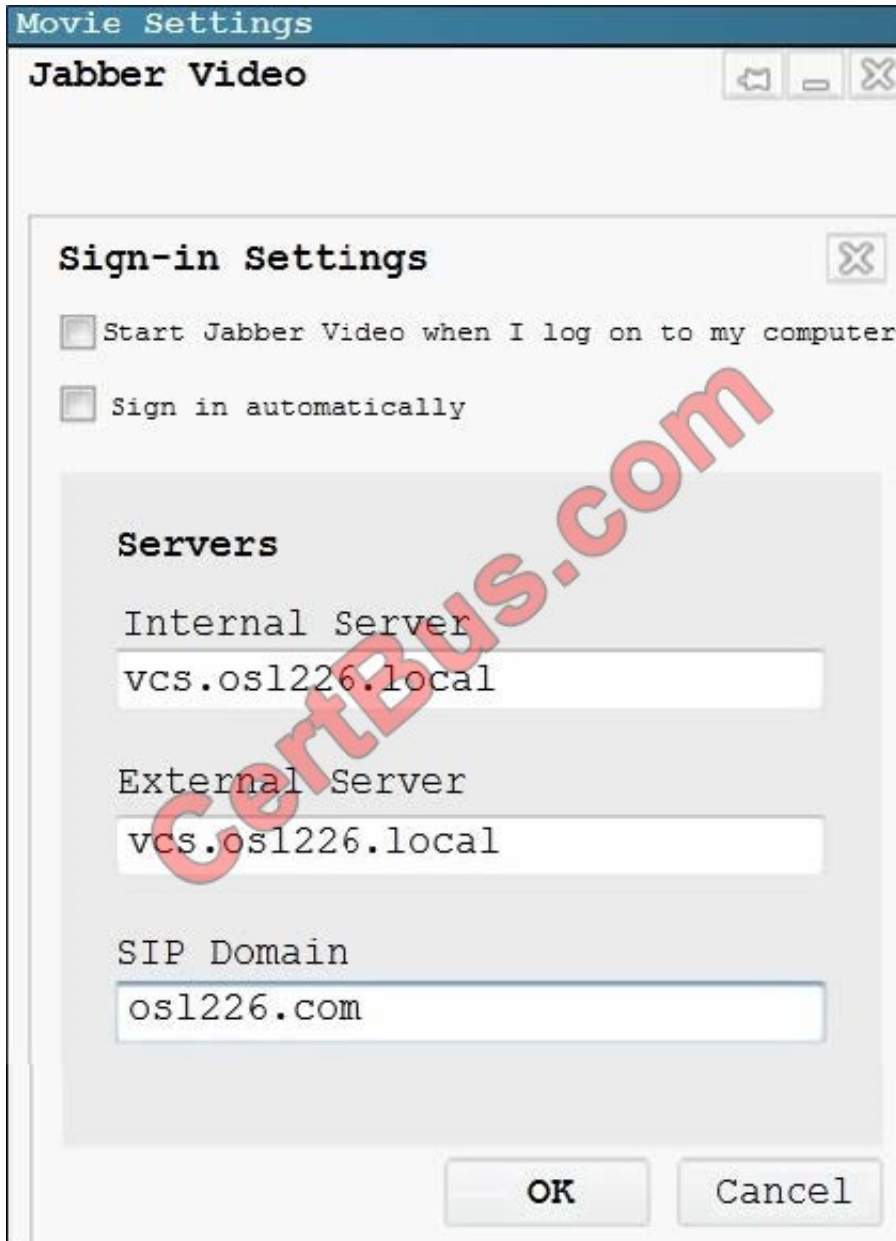 Movie Settings
Jabber Video
Sign-in Settings
Start Jabber Video when I log on to my computer
Sign in automatically
Servers
Internal Server
vcs.osl226.local
External Server
vcs.osl226.local
SIP Domain
osl226.com
OK Cancel
CertBus.com